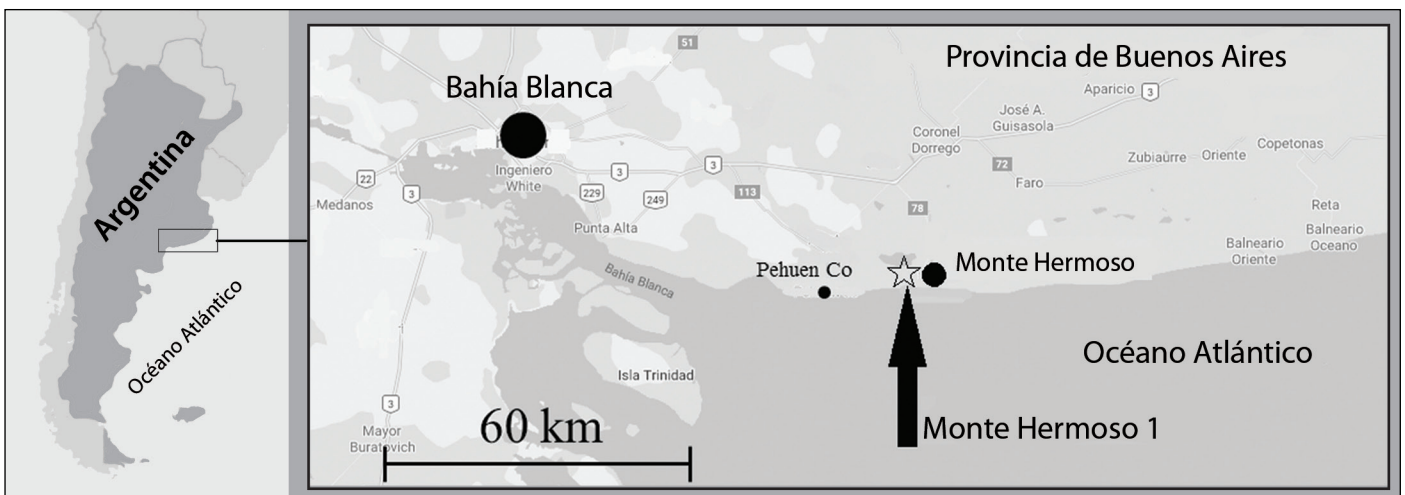 Argentina
Océano Atlántico
51
Provincia de Buenos Aires
Bahía Blanca
Aparicio
3
José A.
Guisasola
Coronel
Dorrego
Copetonas
Zubiaurre
Oriente
72
Faro
3
3
Ingeniero
White
22
3
229
249
113
Medanos
78
Reta
Punta Alta
Balneario
Oceano
Balneario
Oriente
Pehuen Co
Monte Hermoso
Bahía Blanca
Océano Atlántico
Isla Trinidad
3
60 km
Mayor
Buratovich
Monte Hermoso 1